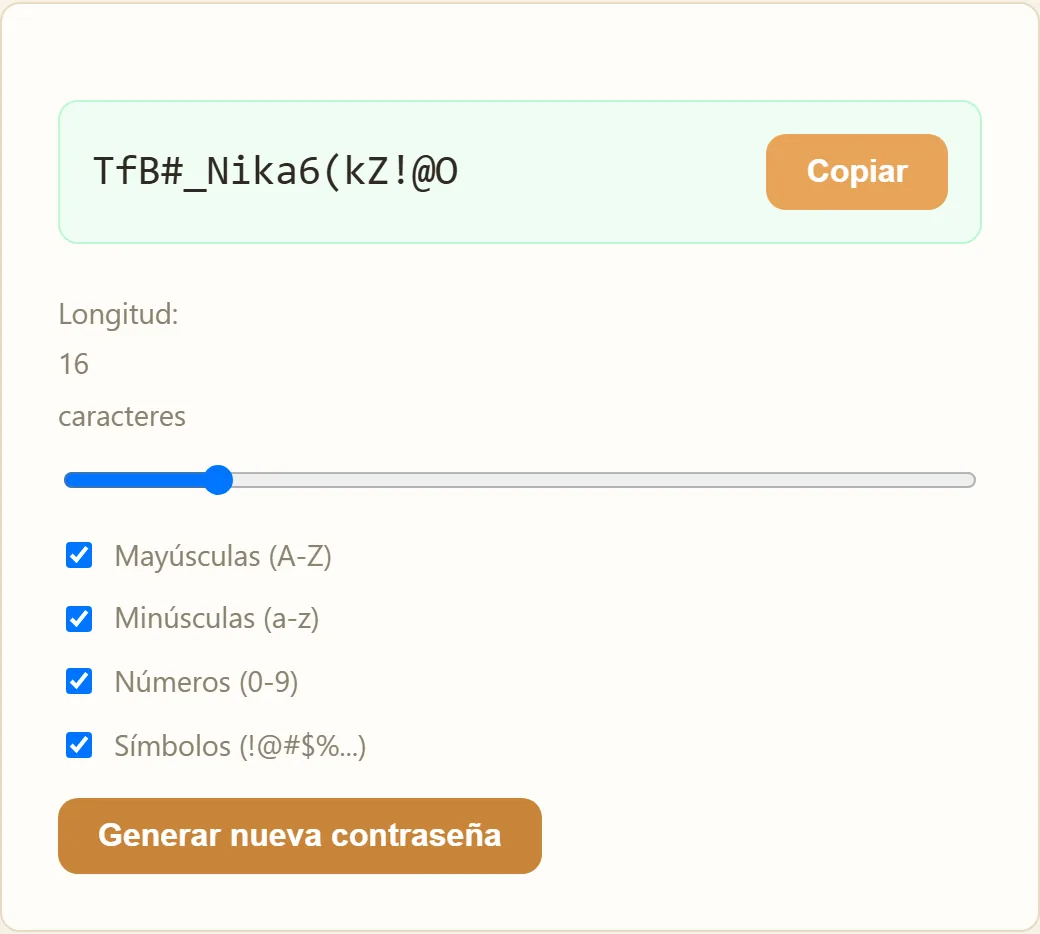 TfB#_Nika6(kZ!@O
Copiar
Longitud:
16
caracteres
Mayúsculas (A-Z)
Minúsculas (a-z)
Números (0-9)
Símbolos (!@#$%...)
Generar nueva contraseña